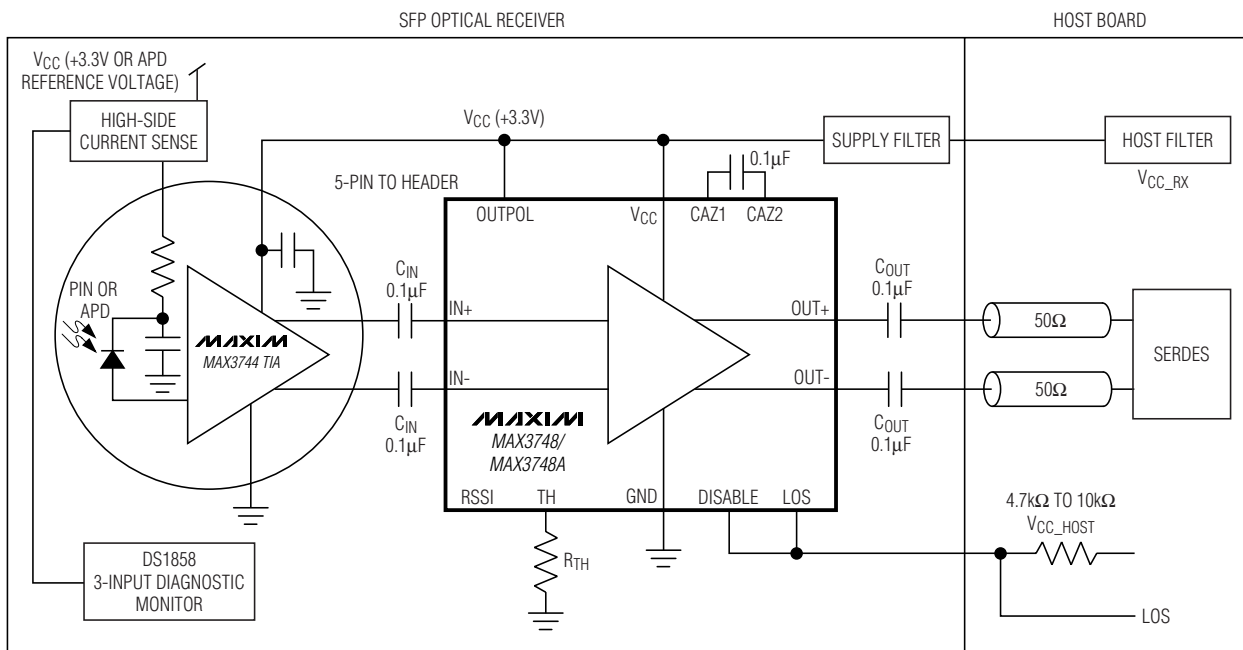 SFP OPTICAL RECEIVER
HOST BOARD
VCC (+3.3V OR APD
REFERENCE VOLTAGE)
HIGH-SIDE
CURRENT SENSE
VCC (+3.3V)
SUPPLY FILTER
HOST FILTER
VCC_RX
0.1µF
5-PIN TO HEADER
OUTPOL
VCC
CAZ1
CAZ2
PIN OR
APD
MAXIM
MAX3744 TIA
CIN
0.1µF
IN+
OUT+
COUT
0.1µF
50Ω
SERDES
IN-
OUT-
50Ω
CIN
0.1µF
COUT
0.1µF
MAXIM
MAX3748/
MAX3748A
RSSI
TH
GND
DISABLE
LOS
4.7kΩ TO 10kΩ
VCC_HOST
RTH
DS1858
3-INPUT DIAGNOSTIC
MONITOR
LOS